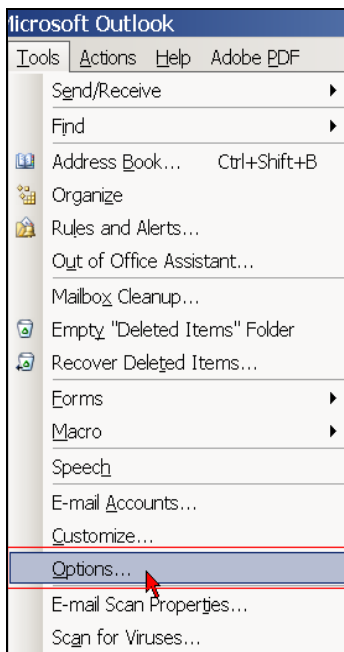 Microsoft Outlook
Tools Actions Help Adobe PDF
Send/Receive
Find
Address Book... Ctrl+Shift+B
Organize
Rules and Alerts...
Out of Office Assistant...
Mailbox Cleanup...
Empty "Deleted Items" Folder
Recover Deleted Items...
Forms
Macro
Speech
E-mail Accounts...
Customize...
Options...
E-mail Scan Properties...
Scan for Viruses...